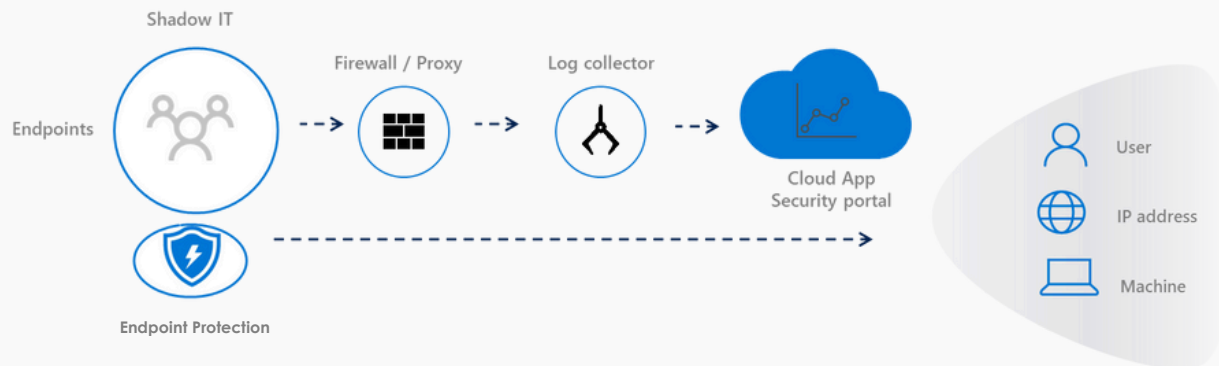 Shadow IT
Endpoints
Firewall / Proxy
Log collector
Cloud App
Security portal
Endpoint Protection
User
IP address
Machine